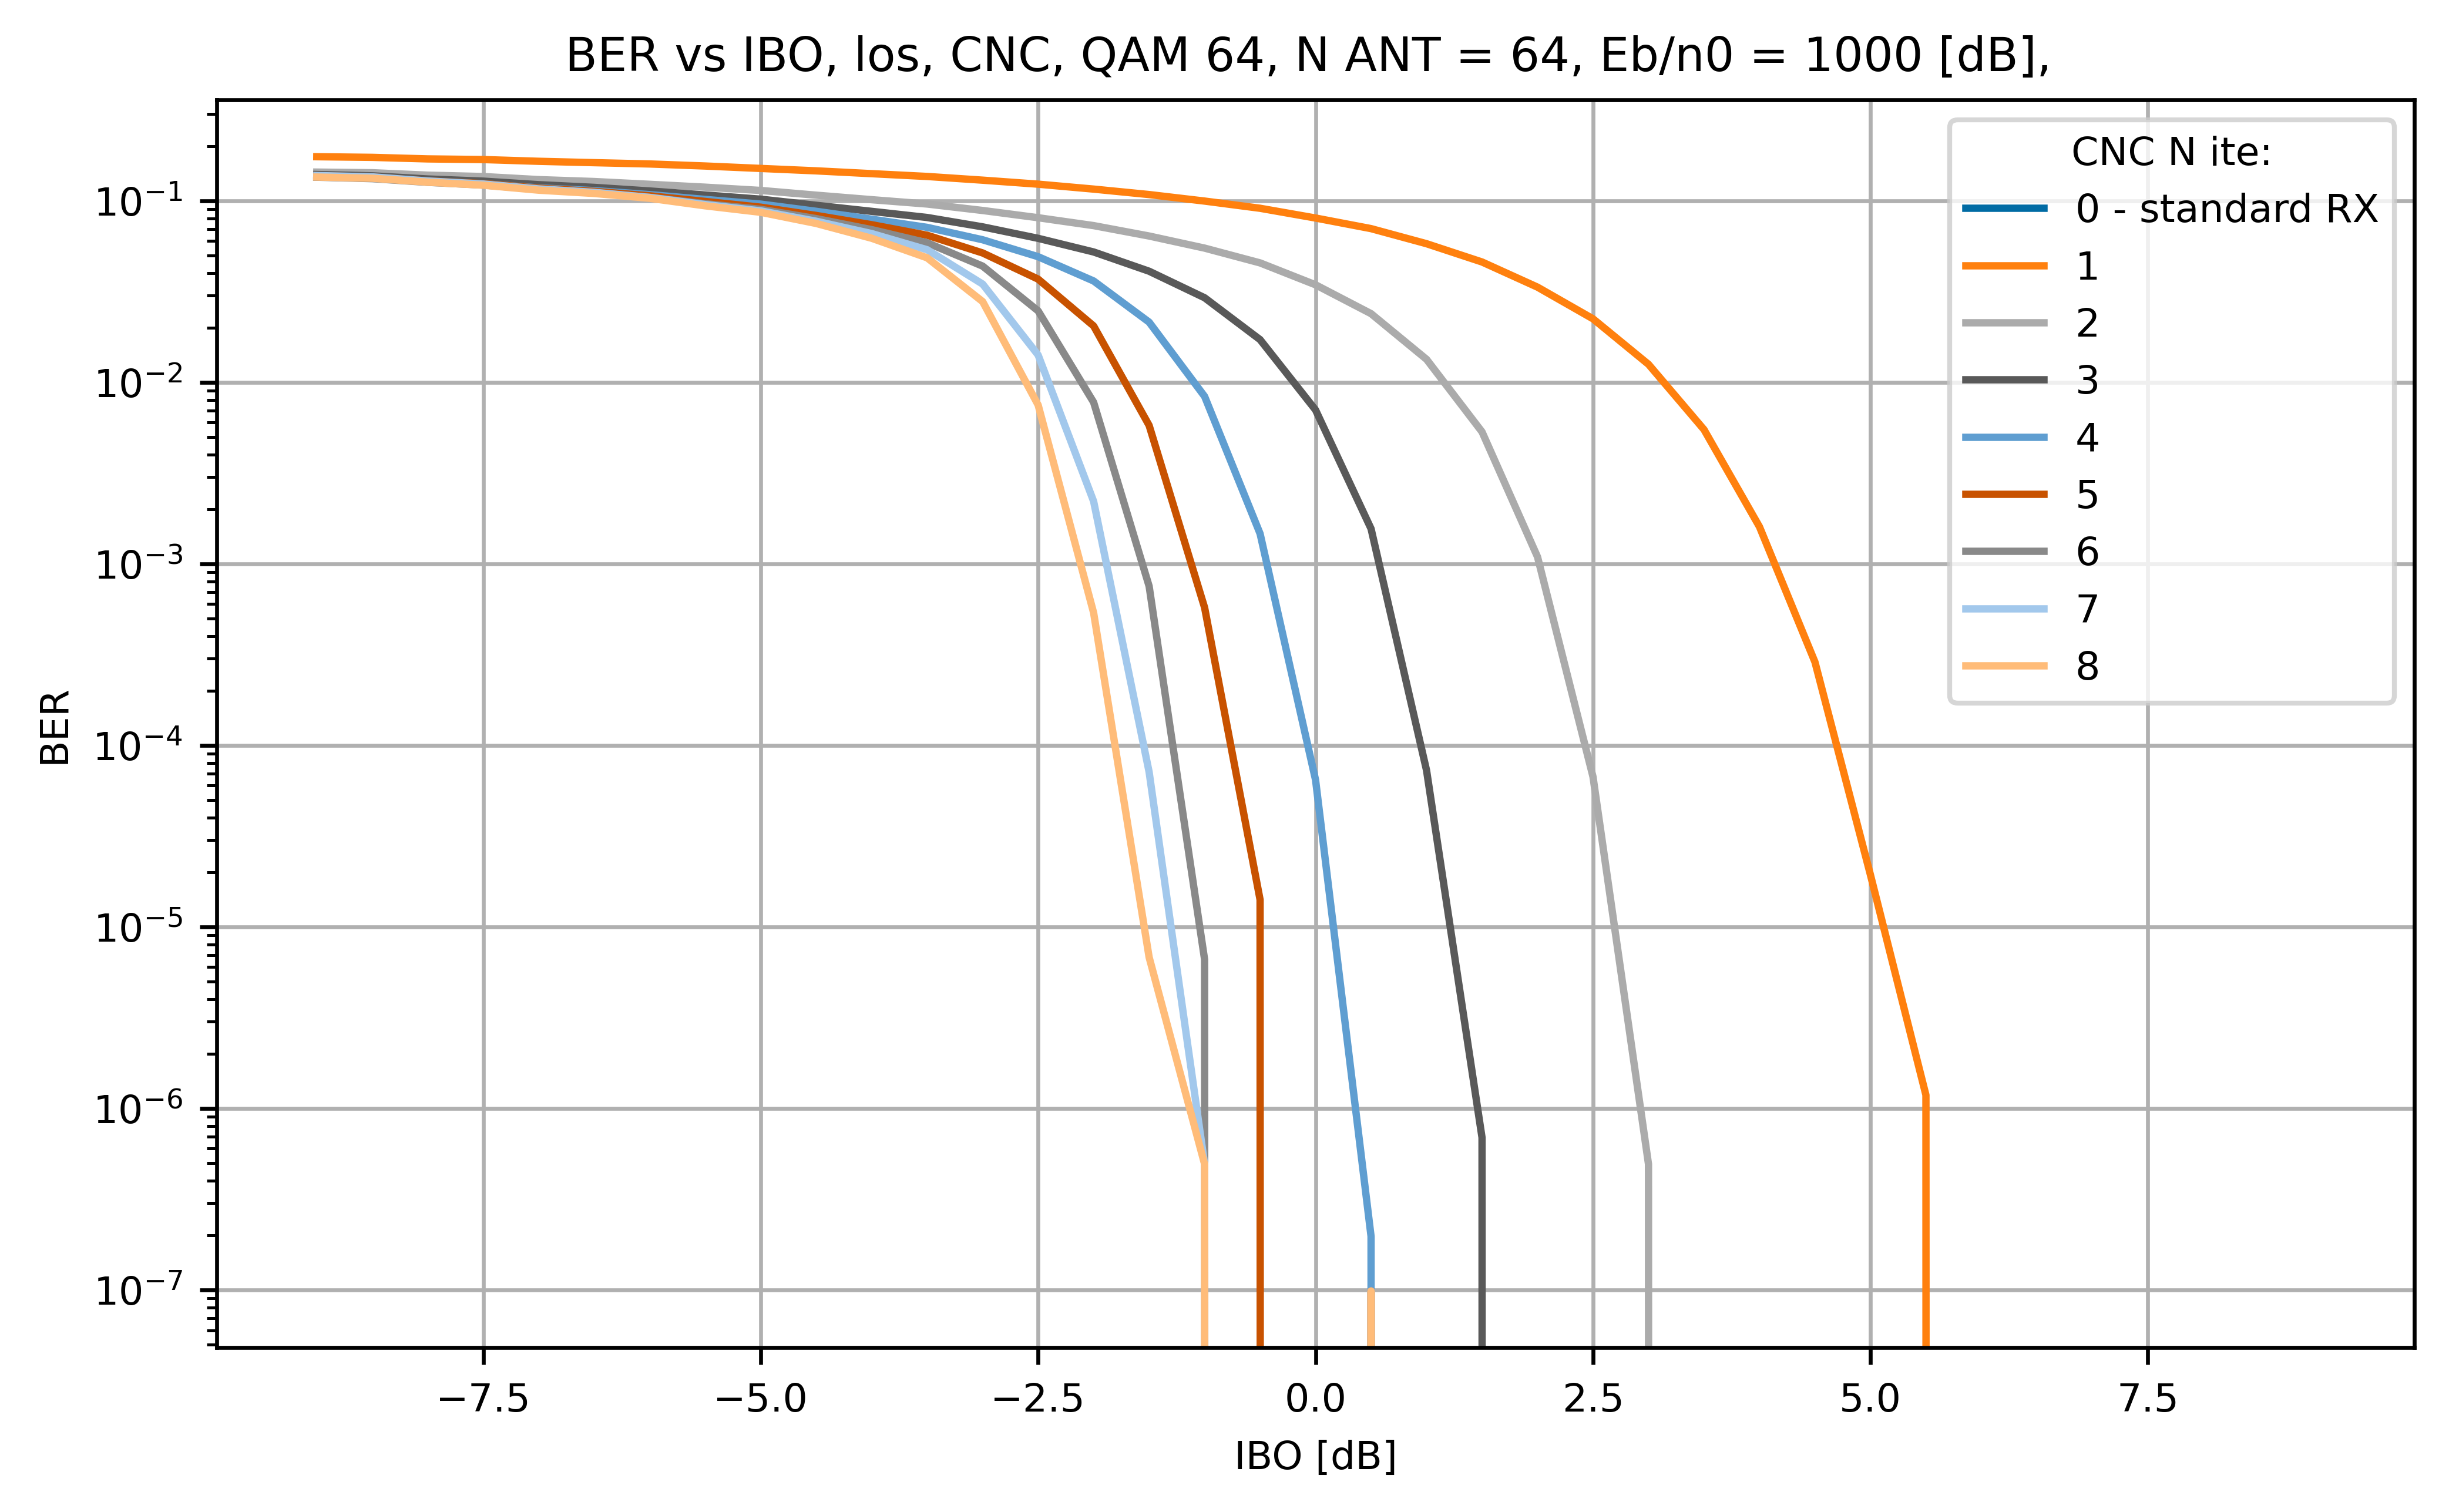 BER vs IBO, los, CNC, QAM 64, N ANT = 64, Eb/n0 = 1000 [dB],
CNC N ite:
0 - standard RX
1
2
3
4
5
6
7
8
BER
10⁻¹
10⁻²
10⁻³
10⁻⁴
10⁻⁵
10⁻⁶
10⁻⁷
−7.5 −5.0 −2.5 0.0 2.5 5.0 7.5
IBO [dB]